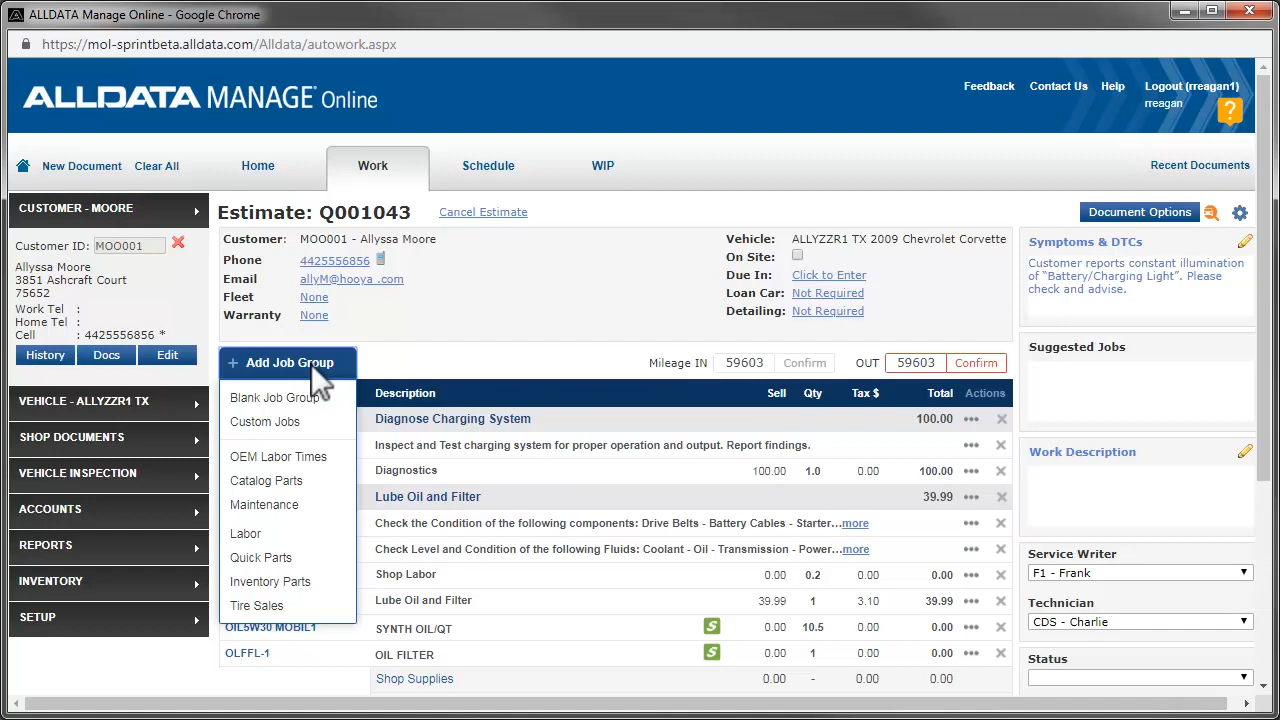 ALLDATA Manage Online - Google Chrome
https://mol-sprintbeta.alldata.com/Alldata/autowork.aspx
ALLDATA MANAGE® Online
Feedback Contact Us Help Logout (rreagan1)
rreagan
?
New Document Clear All Home Work Schedule WIP Recent Documents
CUSTOMER - MOORE
Customer ID: MOO001
Allyssa Moore
3851 Ashcraft Court
75652
Work Tel :
Home Tel :
Cell : 4425556856 *
History Docs Edit
VEHICLE - ALLYZZR1 TX
SHOP DOCUMENTS
VEHICLE INSPECTION
ACCOUNTS
REPORTS
INVENTORY
SETUP
Estimate: Q001043 Cancel Estimate
Document Options
Customer: MOO001 - Allyssa Moore
Phone 4425556856
Email allyM@hooya .com
Fleet None
Warranty None
Vehicle: ALLYZZR1 TX 2009 Chevrolet Corvette
On Site:
Due In: Click to Enter
Loan Car: Not Required
Detailing: Not Required
+ Add Job Group
Mileage IN 59603 Confirm OUT 59603 Confirm
Blank Job Group
Custom Jobs
OEM Labor Times
Catalog Parts
Maintenance
Labor
Quick Parts
Inventory Parts
Tire Sales
Description Sell Qty Tax $ Total Actions
Diagnose Charging System 100.00
Inspect and Test charging system for proper operation and output. Report findings.
Diagnostics 100.00 1.0 0.00 100.00
Lube Oil and Filter 39.99
Check the Condition of the following components: Drive Belts - Battery Cables - Starter...more
Check Level and Condition of the following Fluids: Coolant - Oil - Transmission - Power...more
Shop Labor 0.00 0.2 0.00 0.00
Lube Oil and Filter 39.99 1 3.10 39.99
OIL5W30 MOBIL1 SYNTH OIL/QT S 0.00 10.5 0.00 0.00
OLFFL-1 OIL FILTER S 0.00 1 0.00 0.00
Shop Supplies 0.00 - 0.00 0.00
Symptoms & DTCs
Customer reports constant illumination
of "Battery/Charging Light". Please
check and advise.
Suggested Jobs
Work Description
Service Writer
F1 - Frank
Technician
CDS - Charlie
Status